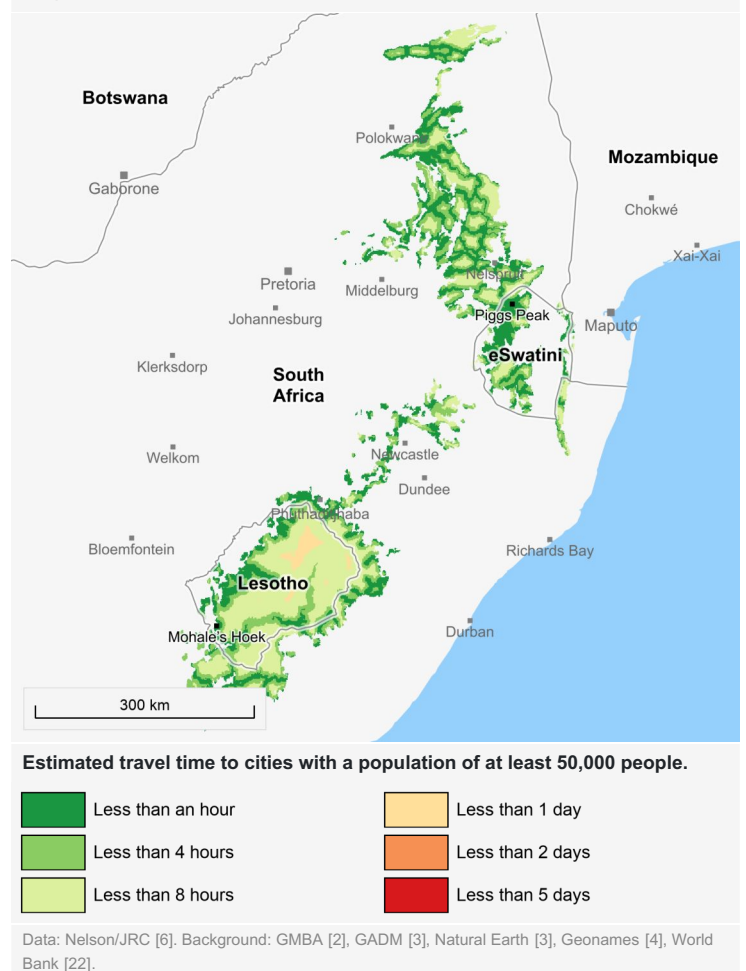 Botswana
Polokwane
Mozambique
Gaborone
Chokwé
Xai-Xai
Nelspruit
Pretoria
Middelburg
Piggs Peak
Johannesburg
Maputo
eSwatini
Klerksdorp
South
Africa
Newcastle
Welkom
Dundee
Phuthaditjhaba
Bloemfontein
Richards Bay
Lesotho
Durban
Mohale's Hoek
300 km
Estimated travel time to cities with a population of at least 50,000 people.
Less than an hour
Less than 1 day
Less than 4 hours
Less than 2 days
Less than 8 hours
Less than 5 days
Data: Nelson/JRC [6]. Background: GMBA [2], GADM [3], Natural Earth [3], Geonames [4], World
Bank [22].